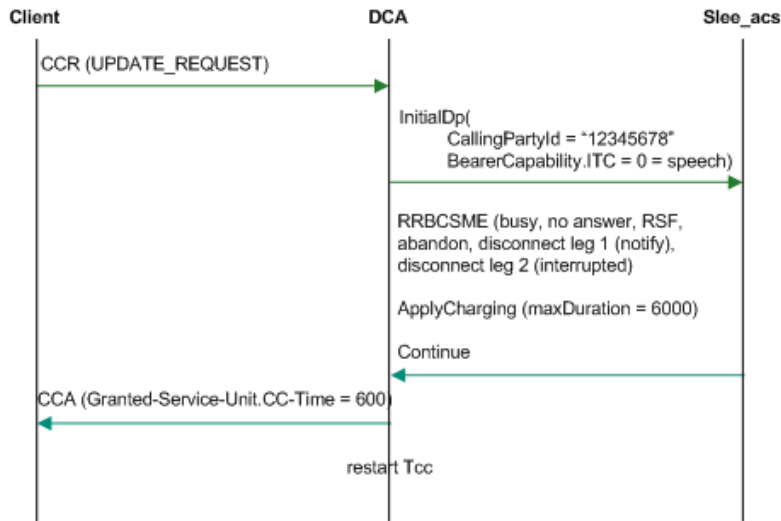 Client DCA Slee_acs
CCR (UPDATE_REQUEST)
InitialDp(
CallingPartyId = “12345678”
BearerCapability.ITC = 0 = speech)
RRBCSME (busy, no answer, RSF,
abandon, disconnect leg 1 (notify),
disconnect leg 2 (interrupted)
ApplyCharging (maxDuration = 6000)
Continue
CCA (Granted-Service-Unit.CC-Time = 600)
restart Tcc